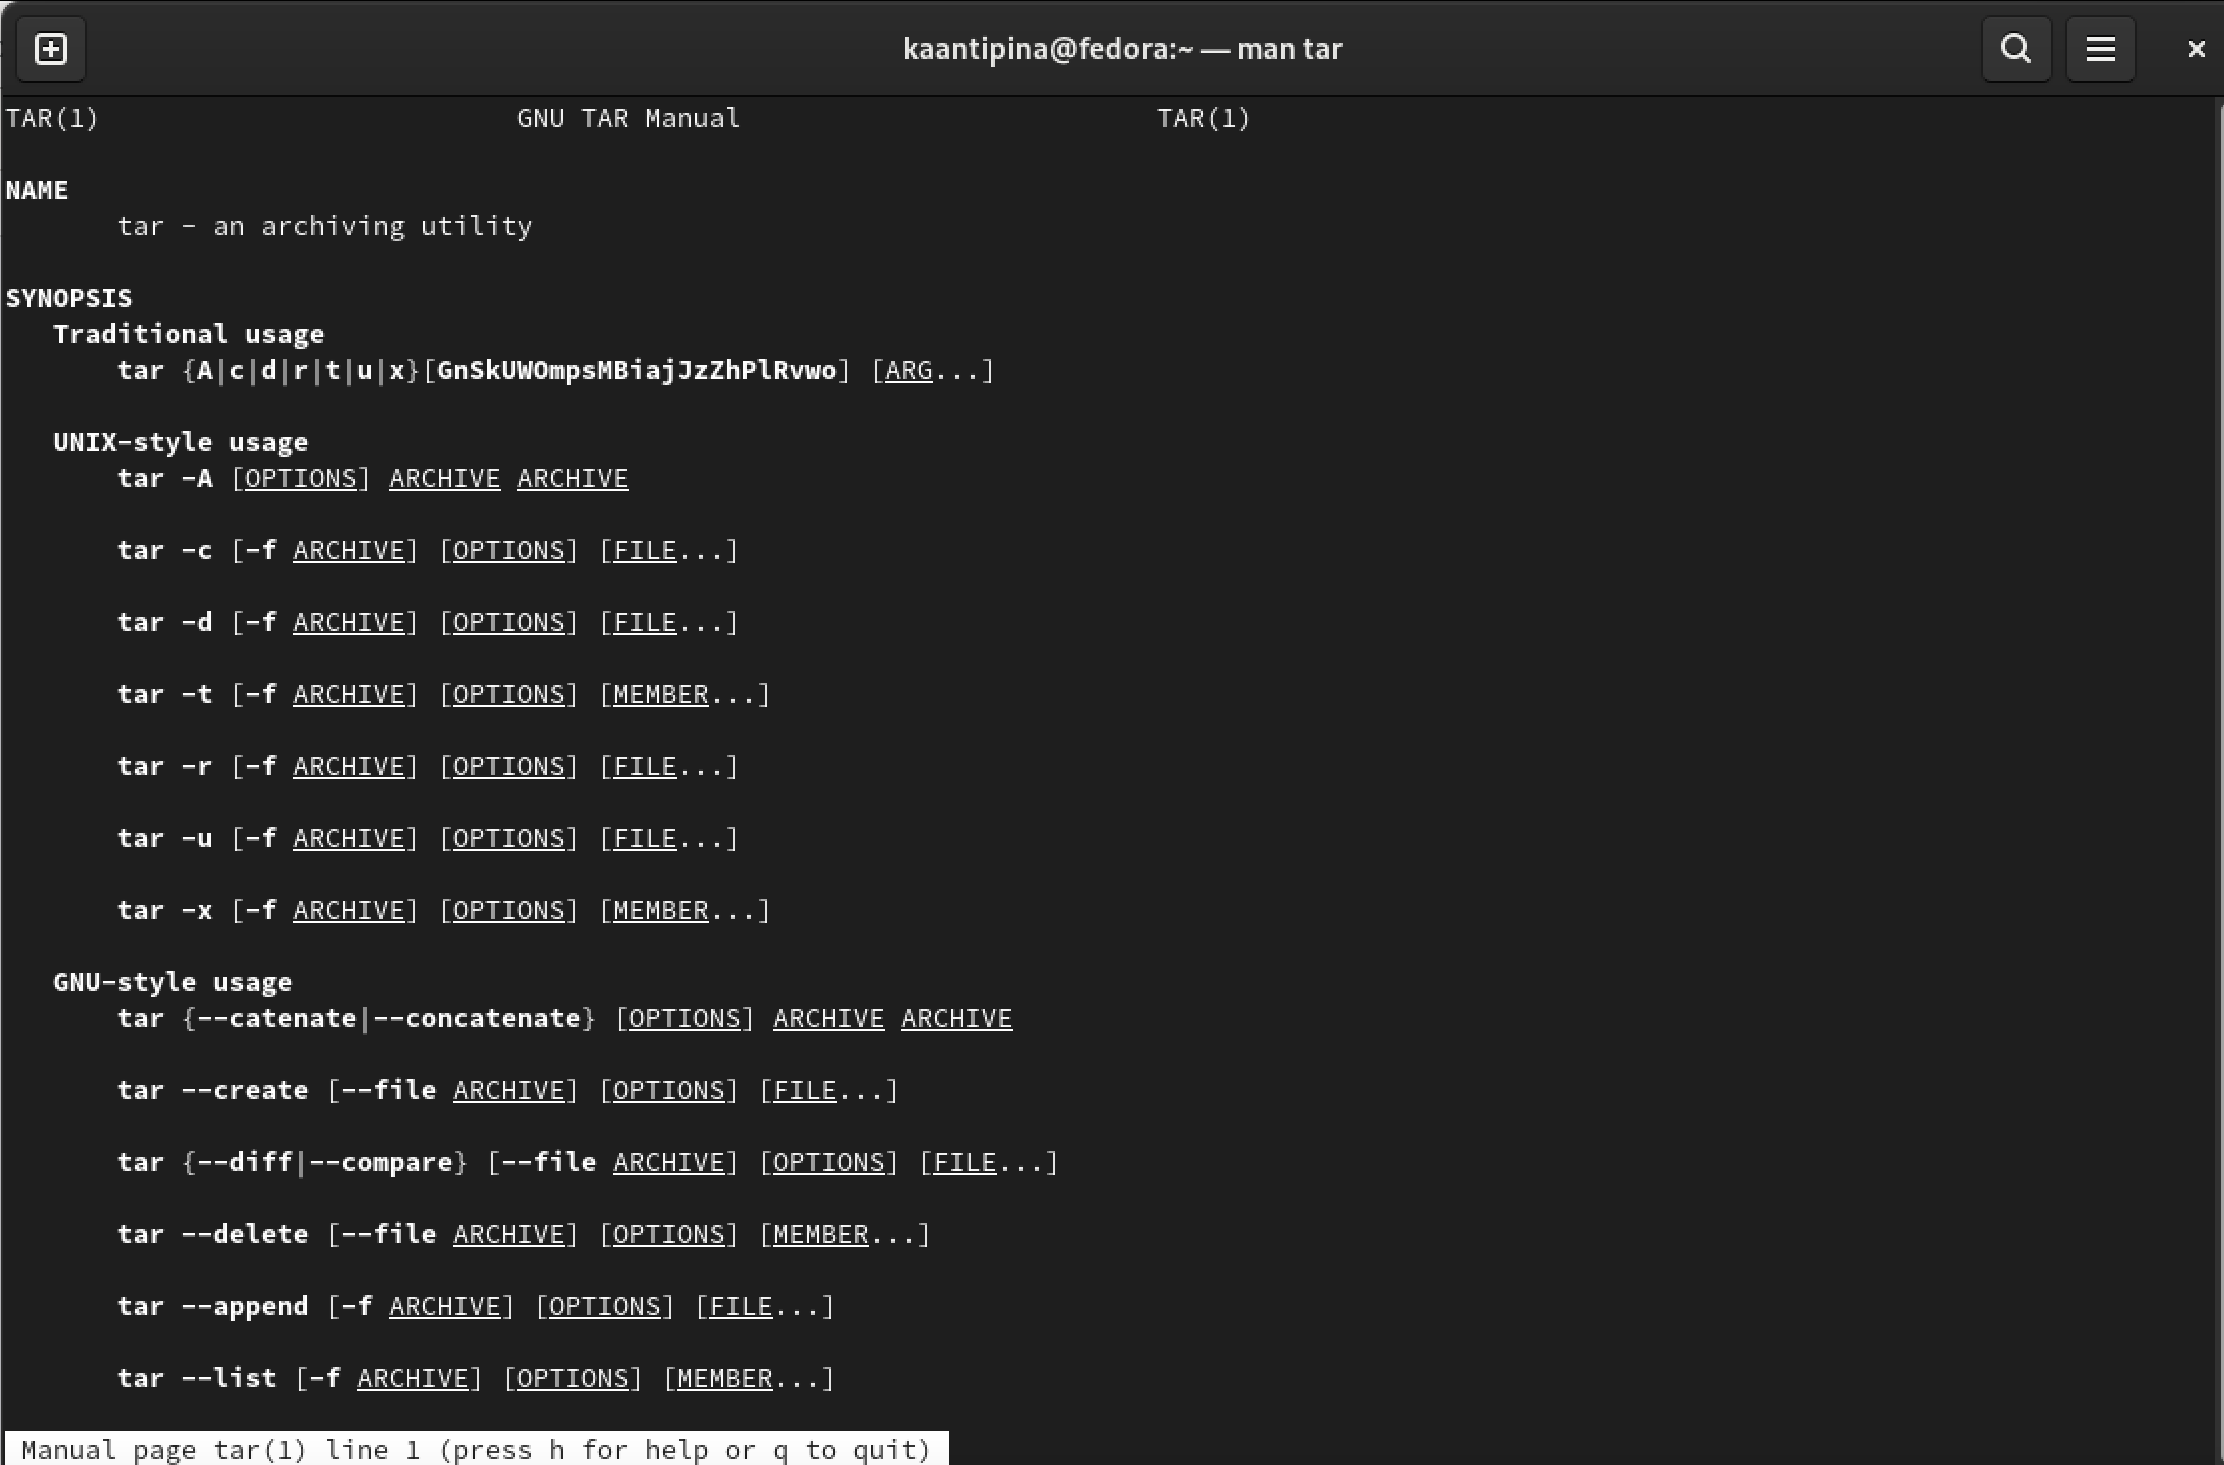 kaantipina@fedora:~ — man tar
TAR(1) GNU TAR Manual TAR(1)
NAME
tar - an archiving utility
SYNOPSIS
Traditional usage
tar {A|c|d|r|t|u|x}[GnSkUWOmpsMBiajJzZhPlRvwo] [ARG...]
UNIX-style usage
tar -A [OPTIONS] ARCHIVE ARCHIVE
tar -c [-f ARCHIVE] [OPTIONS] [FILE...]
tar -d [-f ARCHIVE] [OPTIONS] [FILE...]
tar -t [-f ARCHIVE] [OPTIONS] [MEMBER...]
tar -r [-f ARCHIVE] [OPTIONS] [FILE...]
tar -u [-f ARCHIVE] [OPTIONS] [FILE...]
tar -x [-f ARCHIVE] [OPTIONS] [MEMBER...]
GNU-style usage
tar {--catenate|--concatenate} [OPTIONS] ARCHIVE ARCHIVE
tar --create [--file ARCHIVE] [OPTIONS] [FILE...]
tar {--diff|--compare} [--file ARCHIVE] [OPTIONS] [FILE...]
tar --delete [--file ARCHIVE] [OPTIONS] [MEMBER...]
tar --append [-f ARCHIVE] [OPTIONS] [FILE...]
tar --list [-f ARCHIVE] [OPTIONS] [MEMBER...]
Manual page tar(1) line 1 (press h for help or q to quit)